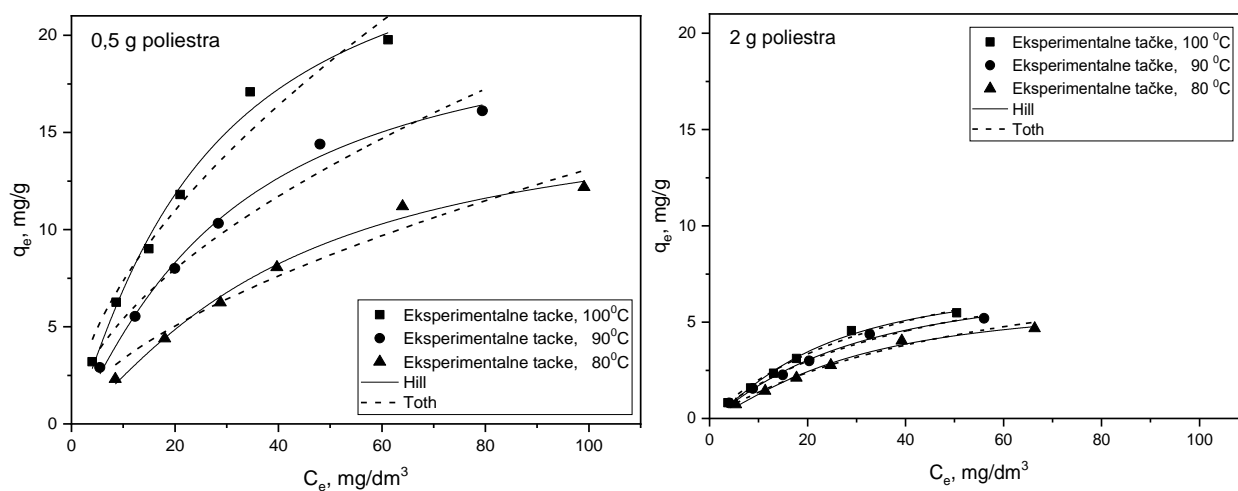 0,5 g poliestra
20
15
10
5
0
q_e, mg/g
Eksperimentalne tacke, 100⁰C
Eksperimentalne tacke, 90⁰C
Eksperimentalne tacke, 80⁰C
Hill
Toth
0 20 40 60 80 100
C_e, mg/dm³
2 g poliestra
20
15
10
5
0
q_e, mg/g
Eksperimentalne tačke, 100 ⁰C
Eksperimentalne tačke, 90 ⁰C
Eksperimentalne tačke, 80 ⁰C
Hill
Toth
0 20 40 60 80 100
C_e, mg/dm³